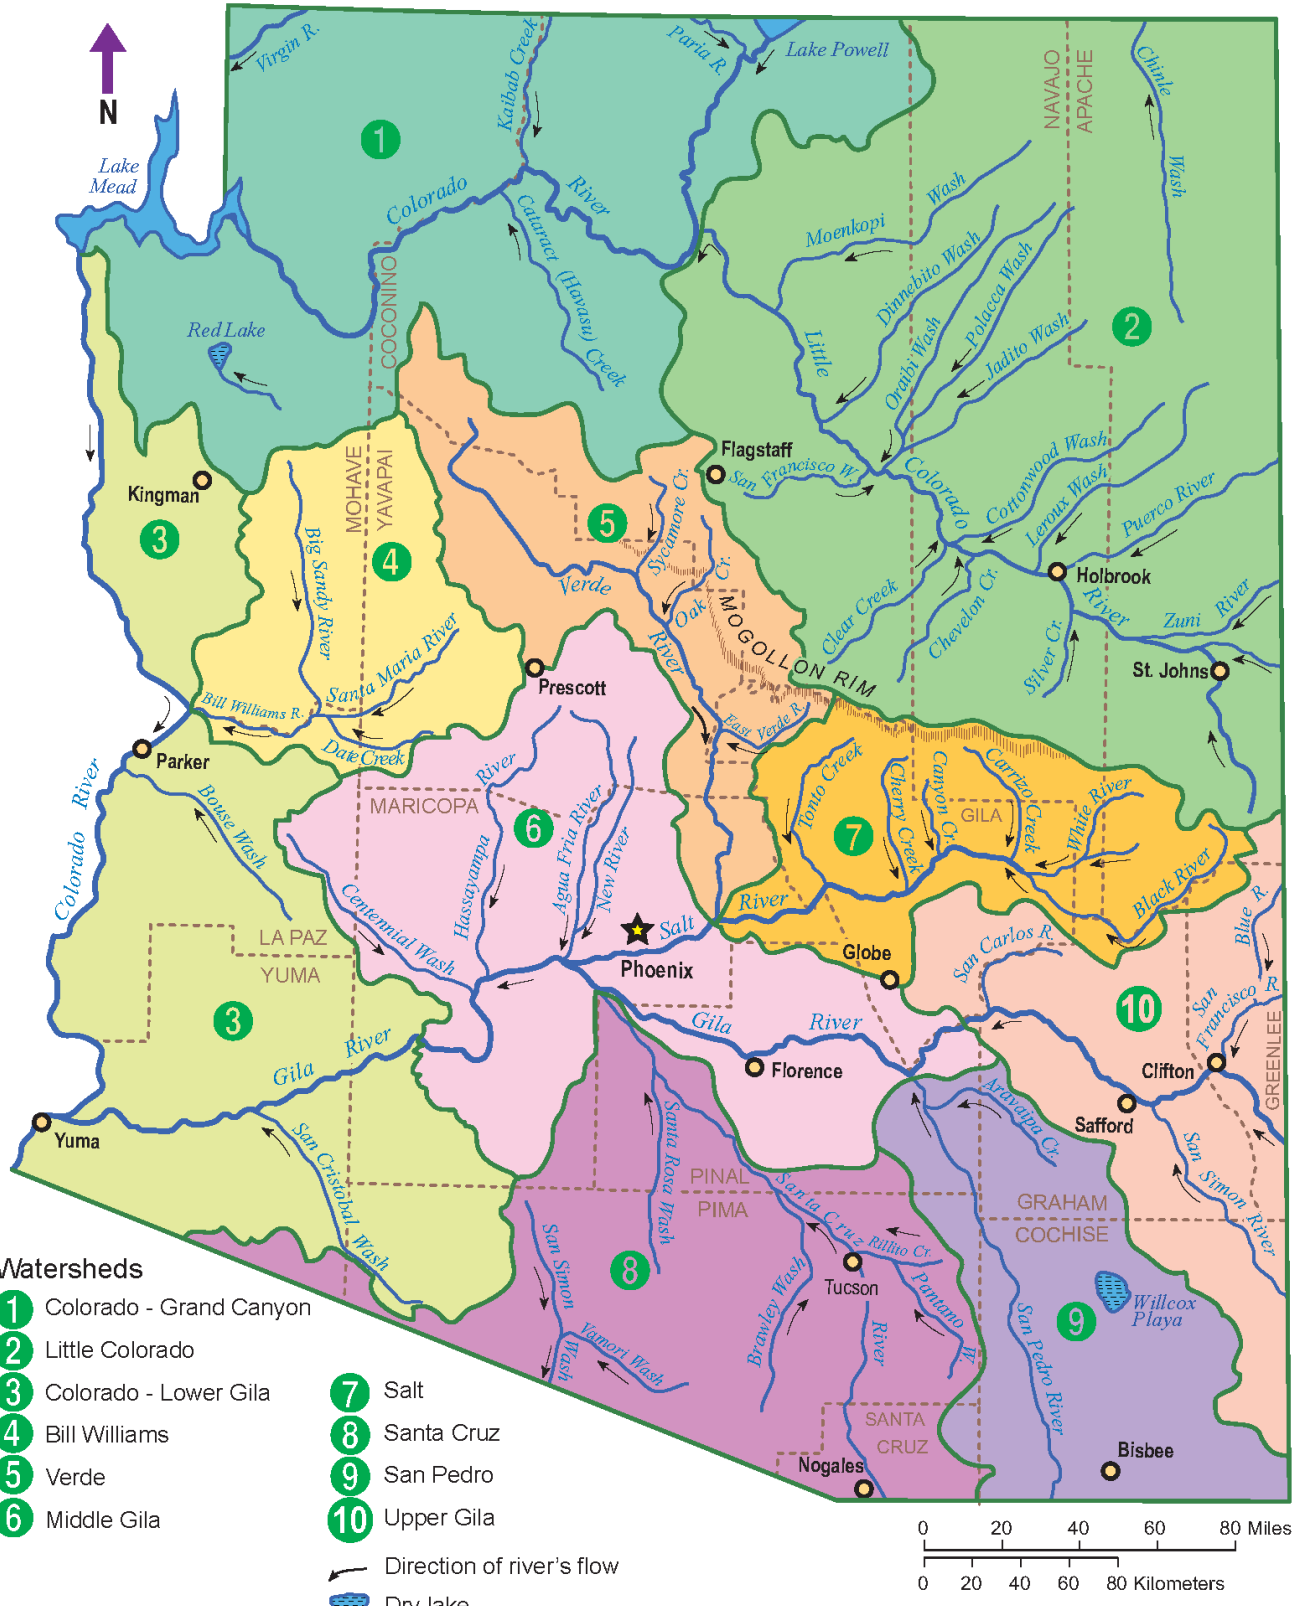 Virgin R.
Kaibab Creek
Paria R.
Lake Powell
NAVAJO
APACHE
Chinle
Wash
N
1
Lake
Mead
Colorado
River
Cataract (Havasu) Creek
COCONINO
Red Lake
Moenkopi
Wash
Dinnebito Wash
Oraibi Wash
Polacca Wash
Jadito Wash
2
Little
Colorado
River
Flagstaff
San Francisco W.
Cottonwood Wash
Leroux Wash
Puerco River
Holbrook
Clear Creek
Chevelon Cr.
Silver Cr.
Zuni River
St. Johns
Kingman
3
MOHAVE
YAVAPAI
4
Big Sandy River
Santa Maria River
Bill Williams R.
Date Creek
5
Sycamore Cr.
Oak Cr.
Verde
River
MOGOLLON RIM
East Verde R.
Prescott
Parker
Colorado River
Bouse Wash
MARICOPA
6
River
Hassayampa
Agua Fria River
New River
Centennial Wash
Salt
River
Phoenix
Tonto Creek
7
Cherry Creek
Canyon Cr.
Carrizo Creek
GILA
White River
Black River
Globe
San Carlos R.
Blue R.
San Francisco R.
10
GREENLEE
Clifton
Safford
San Simon River
LA PAZ
YUMA
3
Gila River
Gila River
Florence
Yuma
San Cristobal Wash
Santa Rosa Wash
PINAL
PIMA
Santa Cruz
River
Rillito Cr.
Tucson
Brawley Wash
Pantano W.
8
San Simon Wash
Vamori Wash
SANTA
CRUZ
Nogales
Aravaipa Cr.
GRAHAM
COCHISE
9
Willcox
Playa
San Pedro River
Bisbee
Watersheds
1 Colorado - Grand Canyon
2 Little Colorado
3 Colorado - Lower Gila
4 Bill Williams
5 Verde
6 Middle Gila
7 Salt
8 Santa Cruz
9 San Pedro
10 Upper Gila
Direction of river's flow
Dry lake
0 20 40 60 80 Miles
0 20 40 60 80 Kilometers